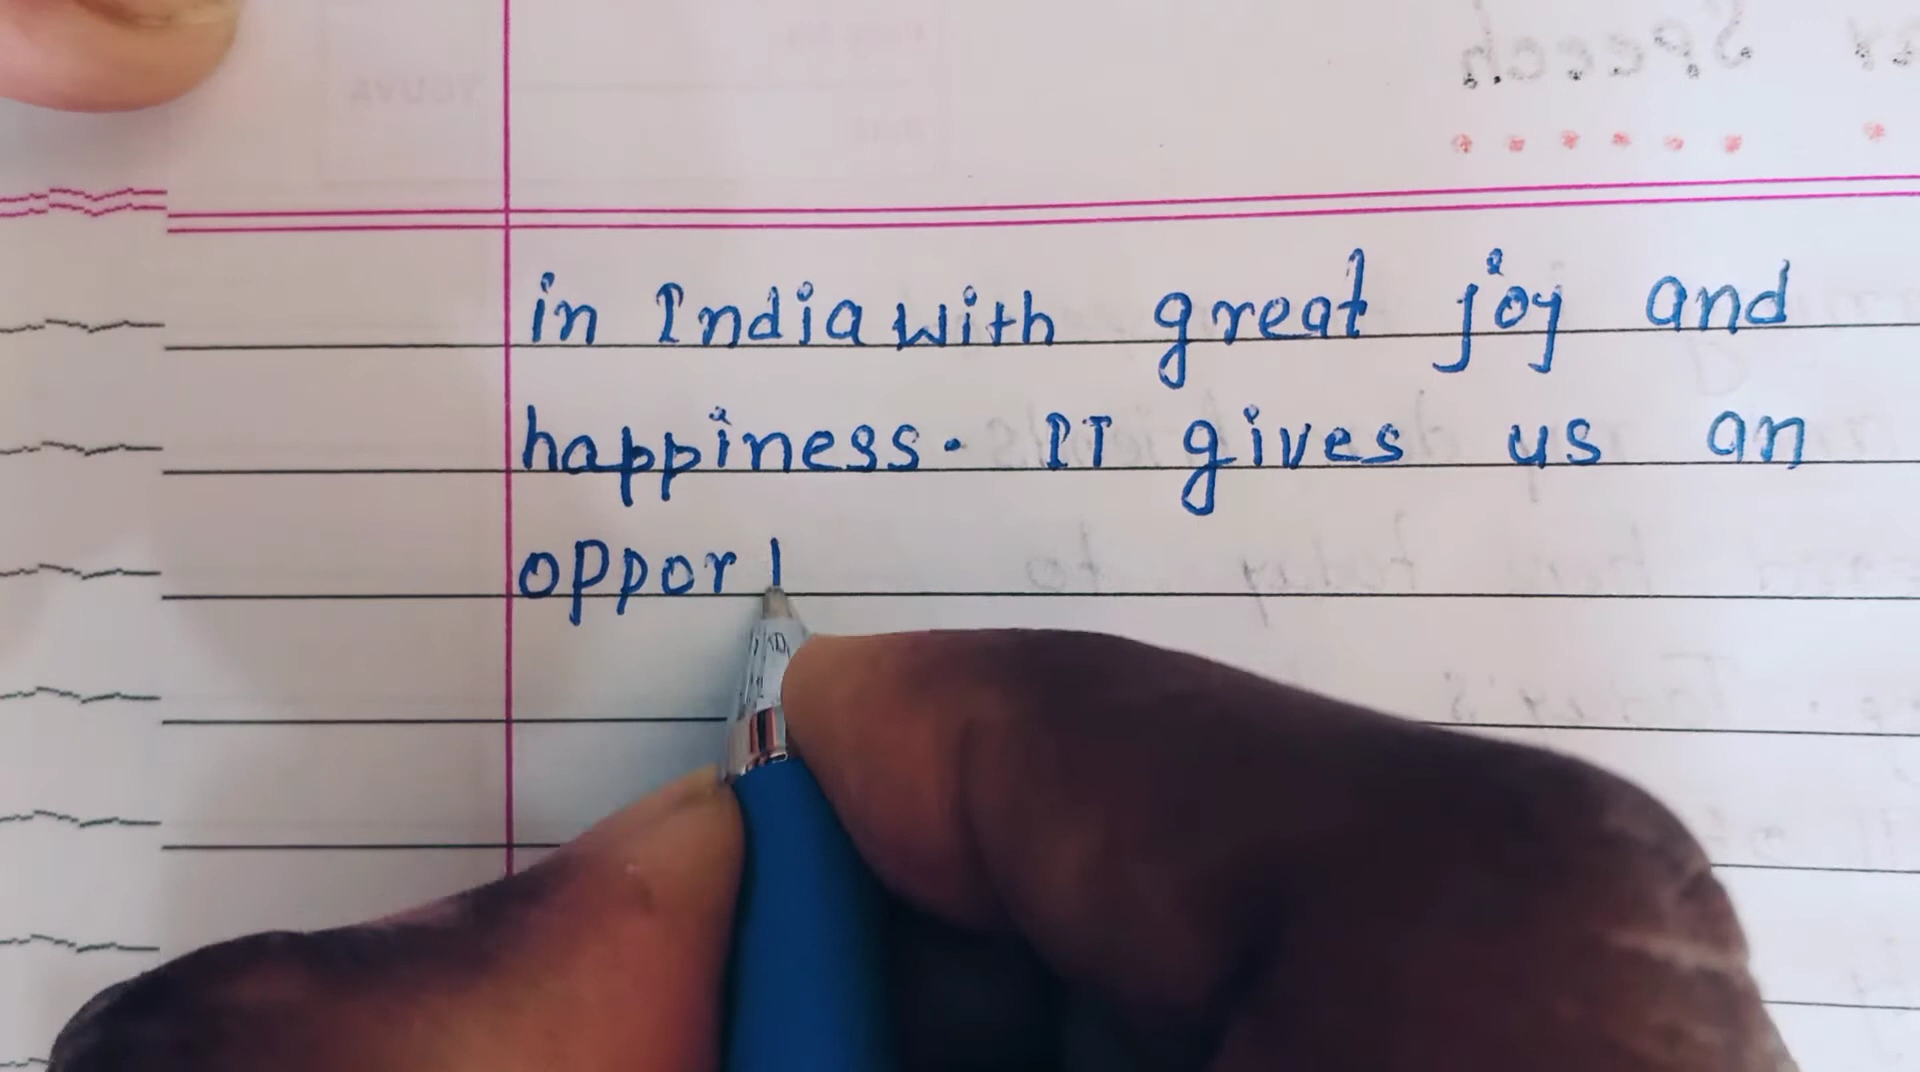 in India with great joy and
happiness. IT gives us an
oppor